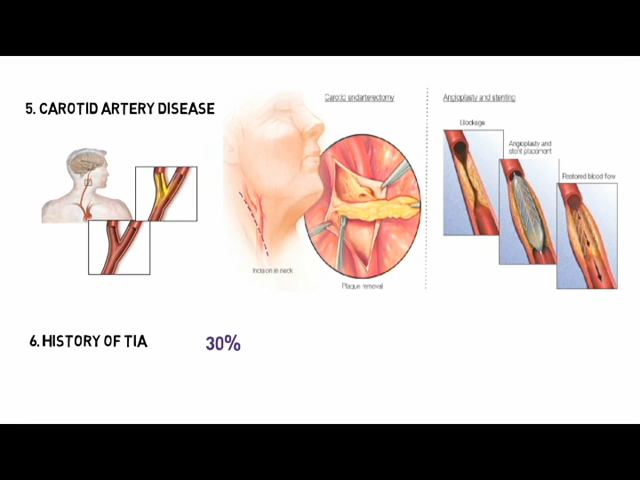 5. CAROTID ARTERY DISEASE
Carotid endarterectomy
Incision in neck
Plaque removal
Angioplasty and stenting
Blockage
Angioplasty and
stent placement
Restored blood flow
6. HISTORY OF TIA
30%